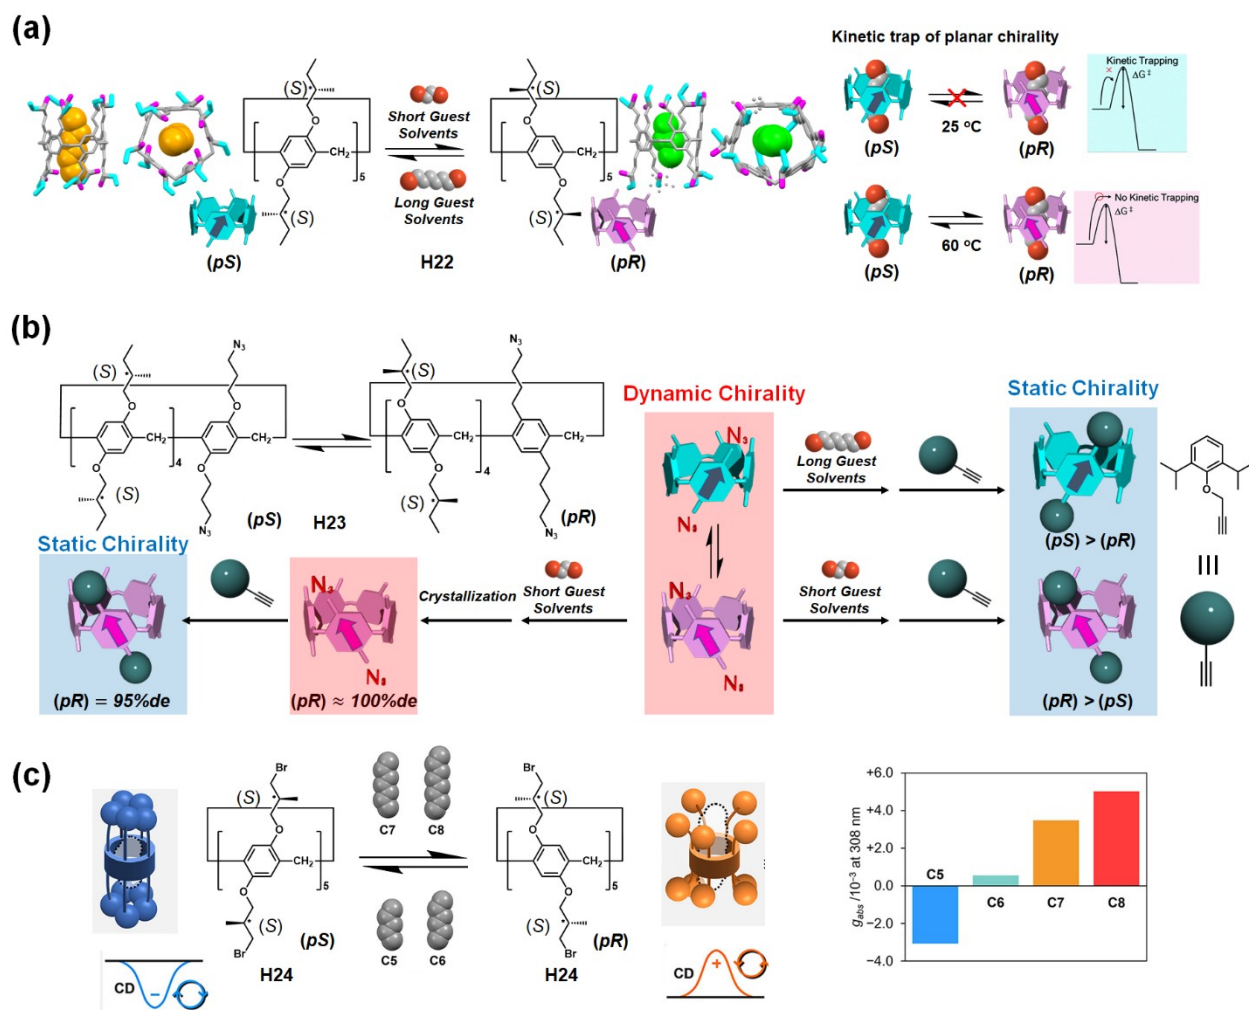 (a)
(S)
O
CH2
5
O
(S)
(pS)
Short Guest
Solvents
Long Guest
Solvents
H22
(S)
O
CH2
5
O
(S)
(pR)
Kinetic trap of planar chirality
25 °C
(pS)
(pR)
Kinetic Trapping
ΔG‡
60 °C
(pS)
(pR)
No Kinetic Trapping
ΔG‡
(b)
(S)
N3
O
O
CH2
4
CH2
O
O
(S)
N3
(pS)
H23
(S)
N3
O
CH2
4
CH2
O
(S)
N3
(pR)
Dynamic Chirality
N3
N3
N3
N3
Long Guest
Solvents
Short Guest
Solvents
Static Chirality
(pS) > (pR)
(pR) > (pS)
O
Static Chirality
(pR) = 95%de
Crystallization
Short Guest
Solvents
N3
N3
(pR) ≈ 100%de
(c)
CD
−
Br
(S)
O
CH2
5
O
(S)
Br
(pS)
H24
C7
C8
C5
C6
Br
(S)
O
CH2
5
O
(S)
Br
(pR)
H24
CD
+
gabs /10−3 at 308 nm
+6.0
+4.0
+2.0
0.0
−2.0
−4.0
C5
C6
C7
C8